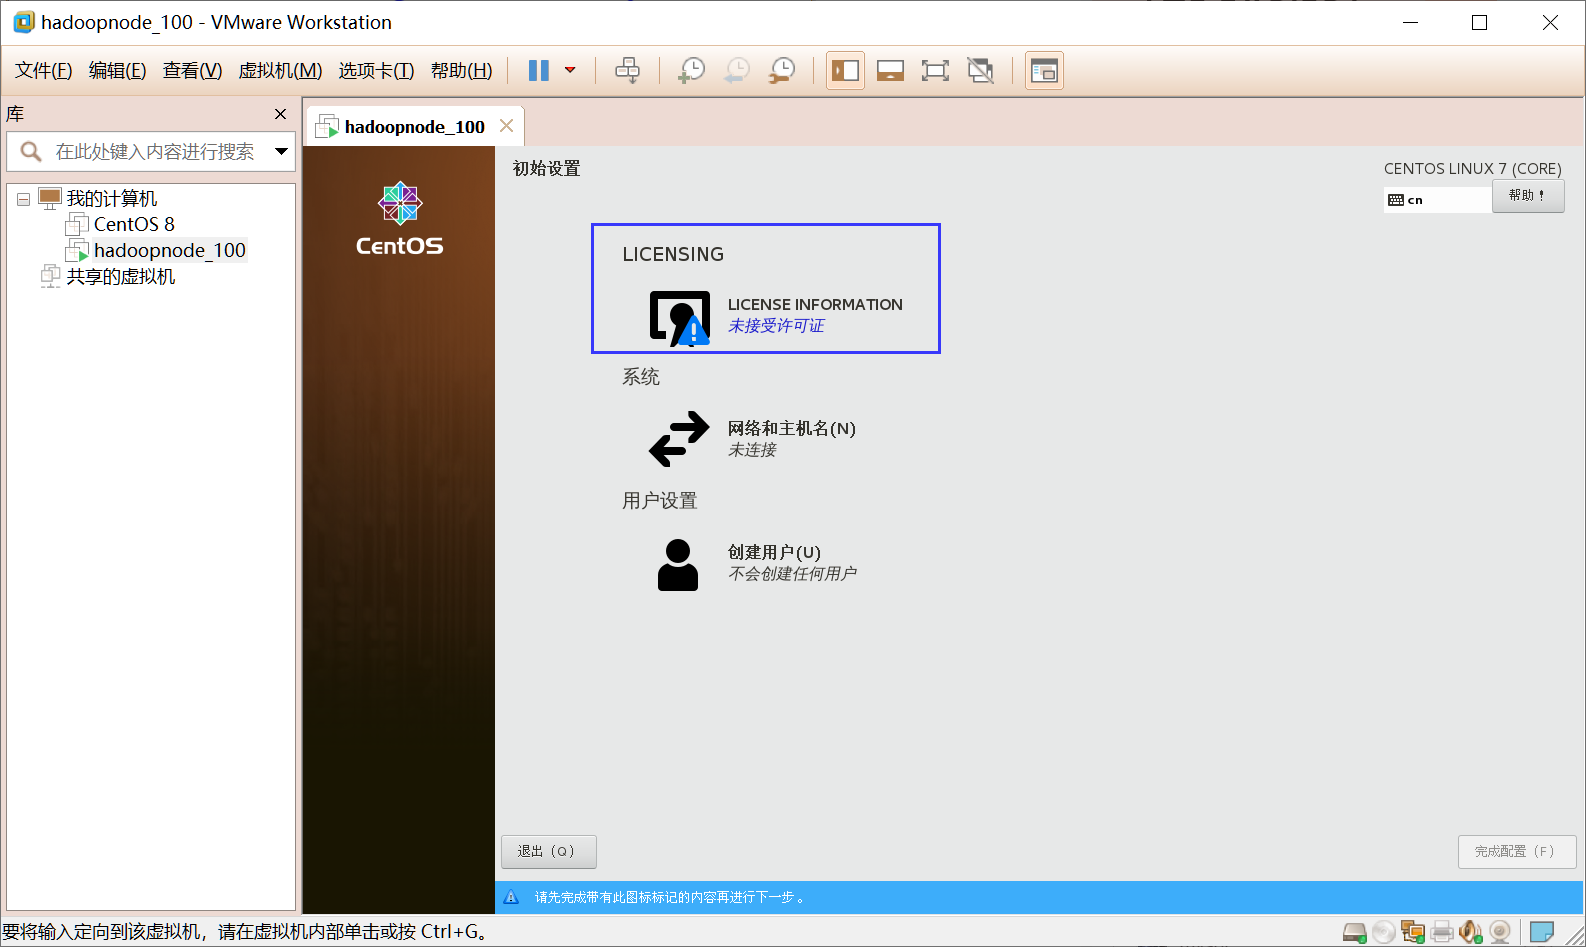 hadoopnode_100 - VMware Workstation
文件(F) 编辑(E) 查看(V) 虚拟机(M) 选项卡(T) 帮助(H)
库
在此处键入内容进行搜索
我的计算机
CentOS 8
hadoopnode_100
共享的虚拟机
hadoopnode_100
CentOS
初始设置
CENTOS LINUX 7 (CORE)
cn
帮助！
LICENSING
LICENSE INFORMATION
未接受许可证
系统
网络和主机名(N)
未连接
用户设置
创建用户(U)
不会创建任何用户
退出（Q）
完成配置（F）
请先完成带有此图标标记的内容再进行下一步。
要将输入定向到该虚拟机，请在虚拟机内部单击或按 Ctrl+G。